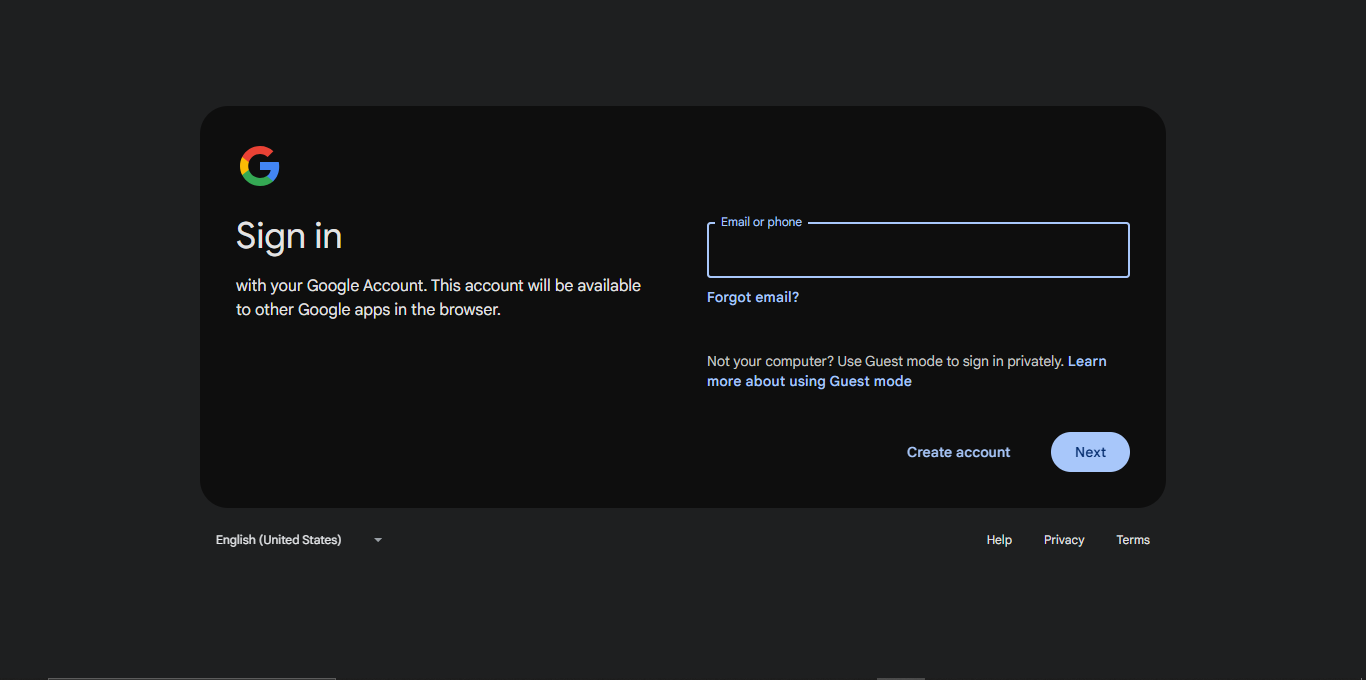 Sign in
with your Google Account. This account will be available
to other Google apps in the browser.
Email or phone
Forgot email?
Not your computer? Use Guest mode to sign in privately. Learn
more about using Guest mode
Create account
Next
English (United States)
Help
Privacy
Terms